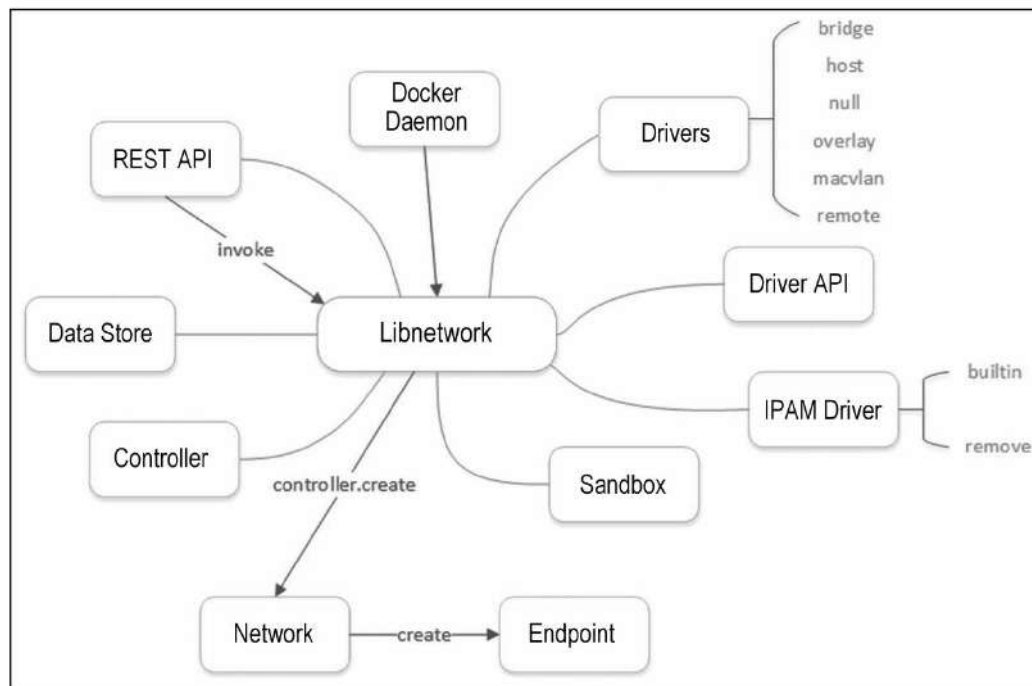 bridge
host
null
overlay
macvlan
remote
Docker
Daemon
Drivers
REST API
invoke
Driver API
Data Store
Libnetwork
builtin
IPAM Driver
remove
Controller
controller.create
Sandbox
Network
create
Endpoint